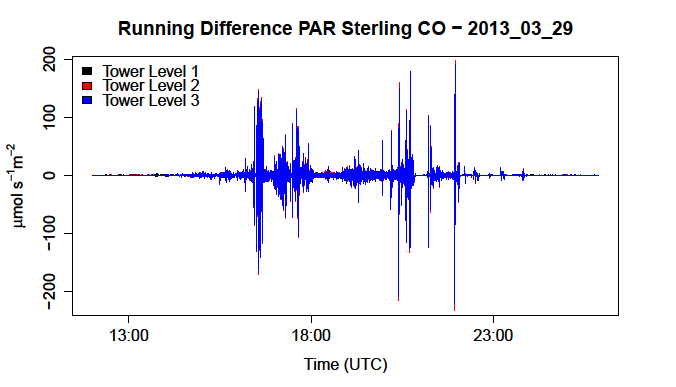 Running Difference PAR Sterling CO − 2013_03_29
Tower Level 1
Tower Level 2
Tower Level 3
200
100
0
−100
−200
µmol s⁻¹m⁻²
13:00 18:00 23:00
Time (UTC)